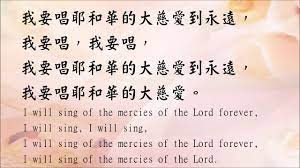 我要唱耶和華的大慈愛到永遠，
我要唱，我要唱，
我要唱耶和華的大慈愛到永遠，
我要唱耶和華的大慈愛。
I will sing of the mercies of the Lord forever,
I will sing, I will sing,
I will sing of the mercies of the Lord forever,
I will sing of the mercies of the Lord.